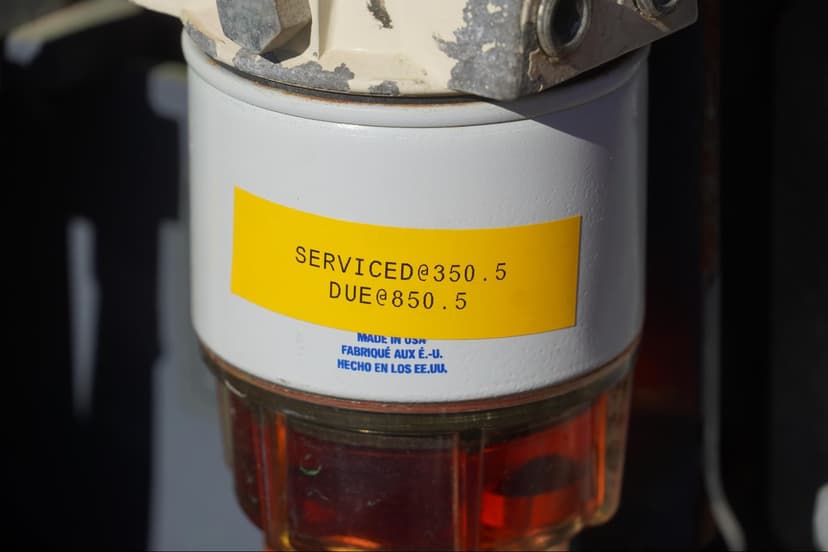 SERVICED@350.5
DUE@850.5
MADE IN USA
FABRIQUÉ AUX É.-U.
HECHO EN LOS EE.UU.